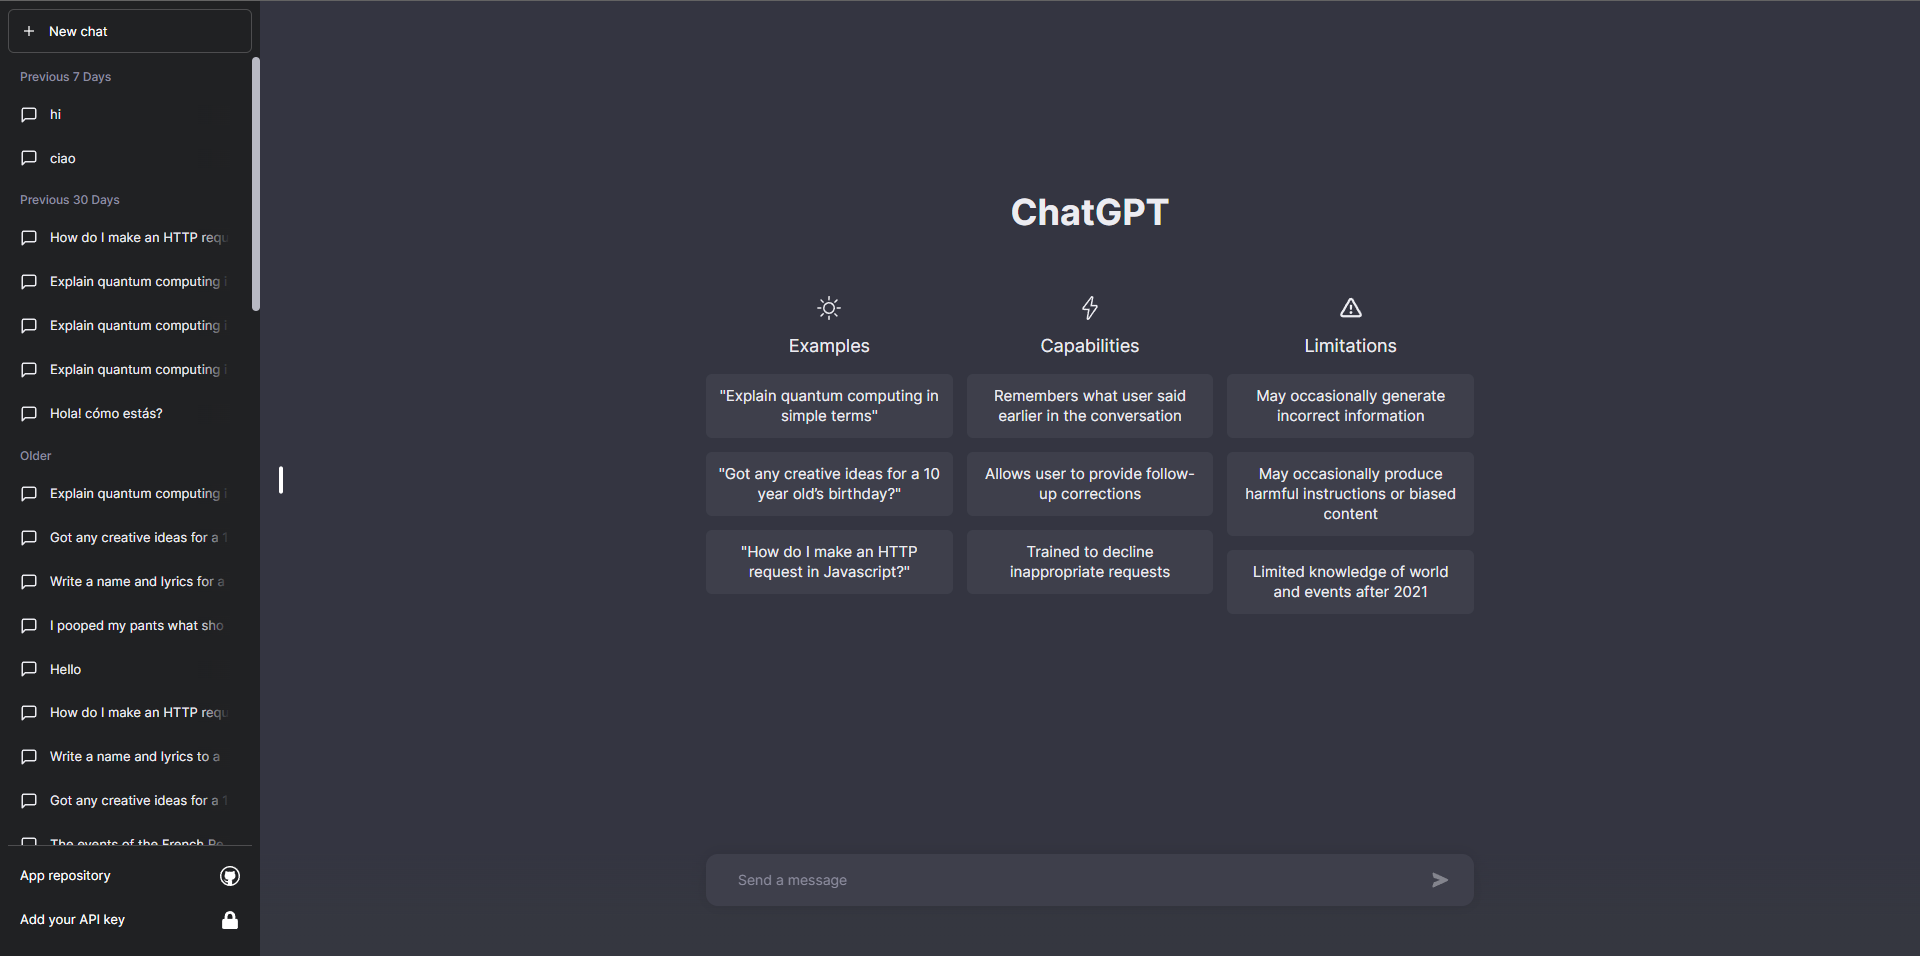 New chat
Previous 7 Days
hi
ciao
Previous 30 Days
How do I make an HTTP requ
Explain quantum computing i
Explain quantum computing i
Explain quantum computing i
Hola! cómo estás?
Older
Explain quantum computing i
Got any creative ideas for a 1
Write a name and lyrics for a
I pooped my pants what sho
Hello
How do I make an HTTP requ
Write a name and lyrics to a
Got any creative ideas for a 1
The events of the French Re
App repository
Add your API key
ChatGPT
Examples
"Explain quantum computing in
simple terms"
"Got any creative ideas for a 10
year old's birthday?"
"How do I make an HTTP
request in Javascript?"
Capabilities
Remembers what user said
earlier in the conversation
Allows user to provide follow-
up corrections
Trained to decline
inappropriate requests
Limitations
May occasionally generate
incorrect information
May occasionally produce
harmful instructions or biased
content
Limited knowledge of world
and events after 2021
Send a message